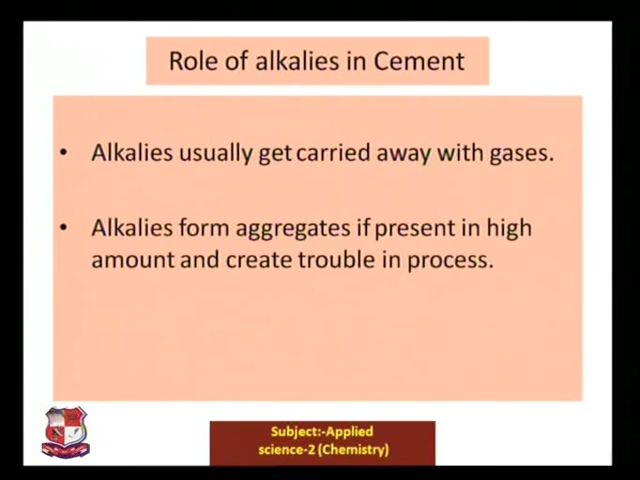 Role of alkalies in Cement
• Alkalies usually get carried away with gases.
• Alkalies form aggregates if present in high
amount and create trouble in process.
Subject:-Applied
science-2 (Chemistry)